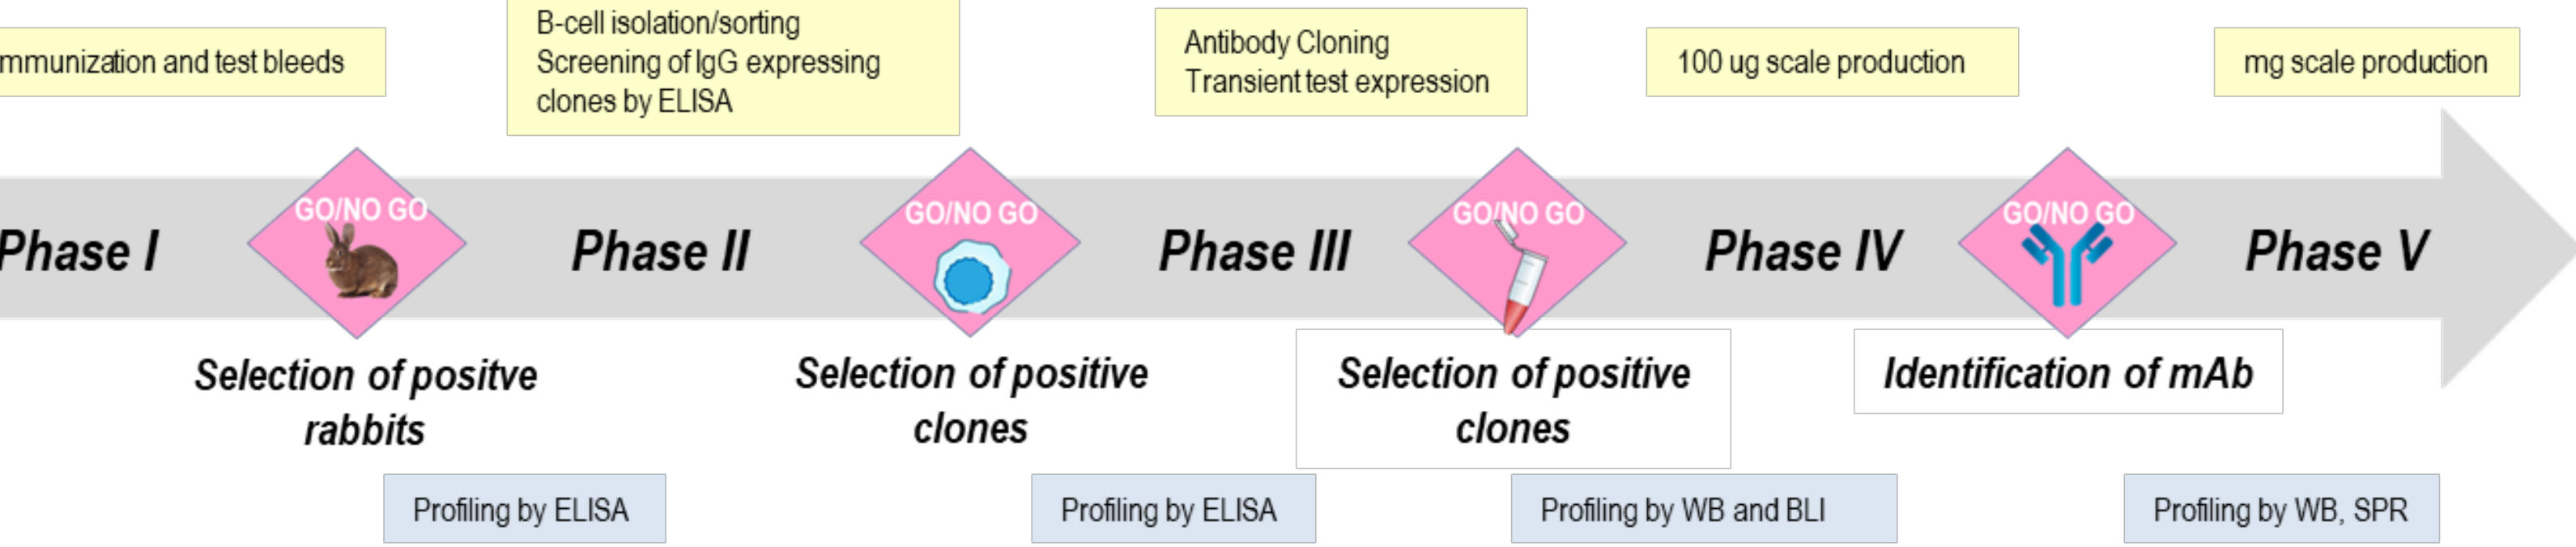 mmunization and test bleeds
B-cell isolation/sorting
Screening of IgG expressing
clones by ELISA
Antibody Cloning
Transient test expression
100 ug scale production
mg scale production
Phase I
GO/NO GO
Phase II
GO/NO GO
Phase III
GO/NO GO
Phase IV
GO/NO GO
Phase V
Selection of positve
rabbits
Selection of positive
clones
Selection of positive
clones
Identification of mAb
Profiling by ELISA
Profiling by ELISA
Profiling by WB and BLI
Profiling by WB, SPR